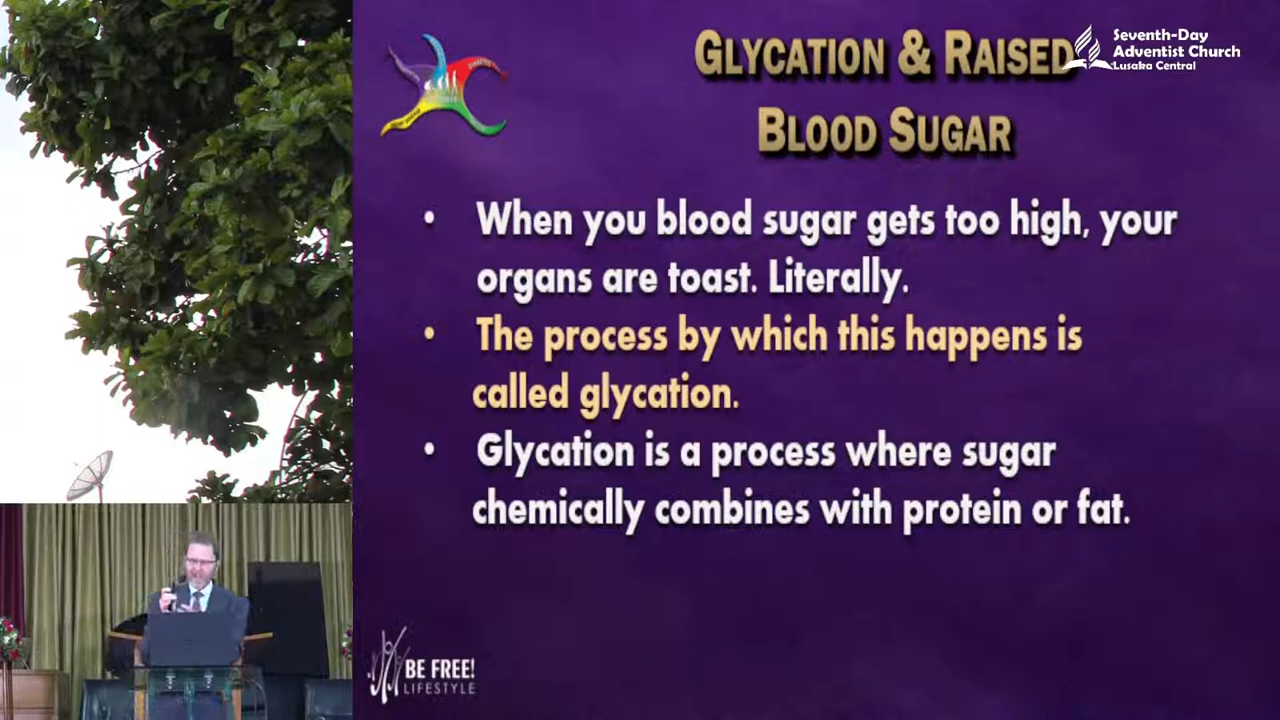 GLYCATION & RAISED
BLOOD SUGAR
Seventh-Day
Adventist Church
Lusaka Central
• When you blood sugar gets too high, your
organs are toast. Literally.
• The process by which this happens is
called glycation.
• Glycation is a process where sugar
chemically combines with protein or fat.
BE FREE!
LIFESTYLE